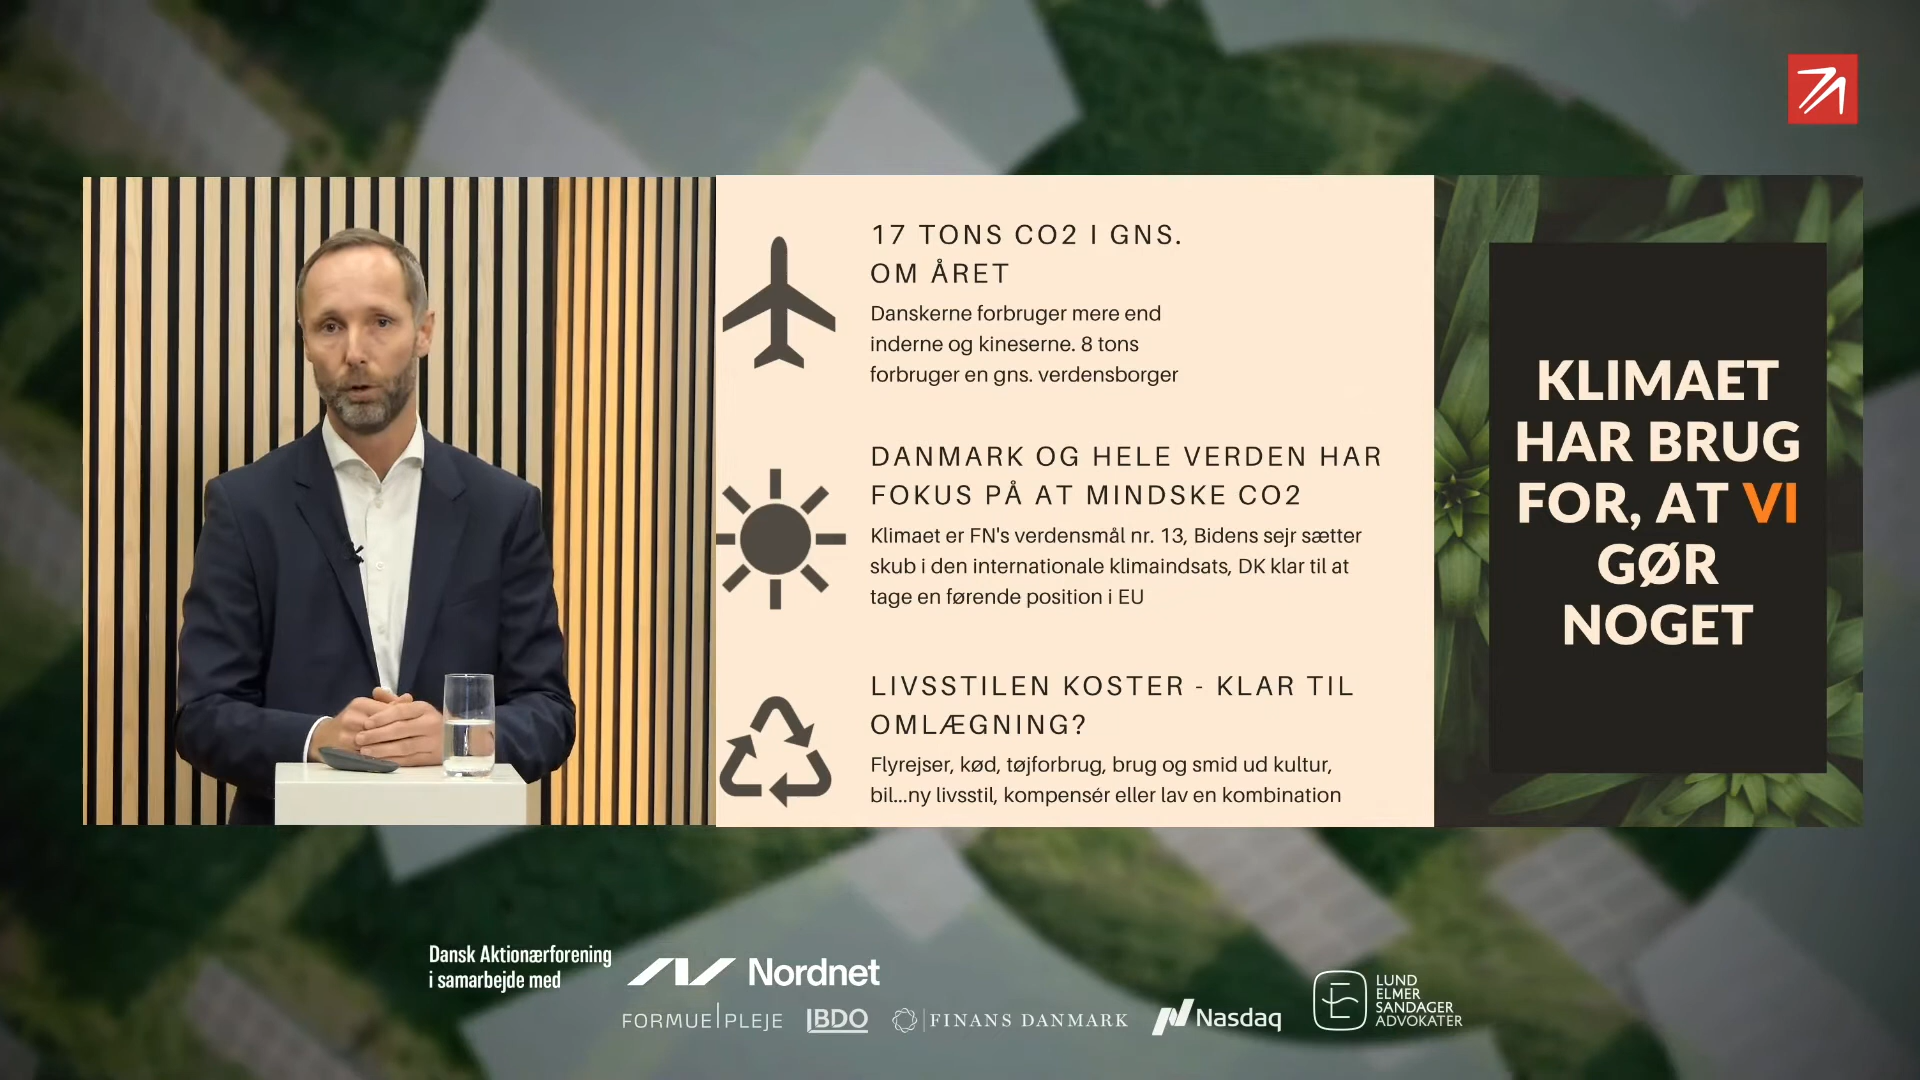 17 TONS CO2 I GNS.
OM ÅRET
Danskerne forbruger mere end
inderne og kineserne. 8 tons
forbruger en gns. verdensborger
DANMARK OG HELE VERDEN HAR
FOKUS PÅ AT MINDSKE CO2
Klimaet er FN's verdensmål nr. 13, Bidens sejr sætter
skub i den internationale klimaindsats, DK klar til at
tage en førende position i EU
LIVSSTILEN KOSTER - KLAR TIL
OMLÆGNING?
Flyrejser, kød, tøjforbrug, brug og smid ud kultur,
bil...ny livsstil, kompensér eller lav en kombination
KLIMAET
HAR BRUG
FOR, AT VI
GØR
NOGET
Dansk Aktionærforening
i samarbejde med
Nordnet
FORMUE|PLEJE
BDO
FINANS DANMARK
Nasdaq
LUND
ELMER
SANDAGER
ADVOKATER